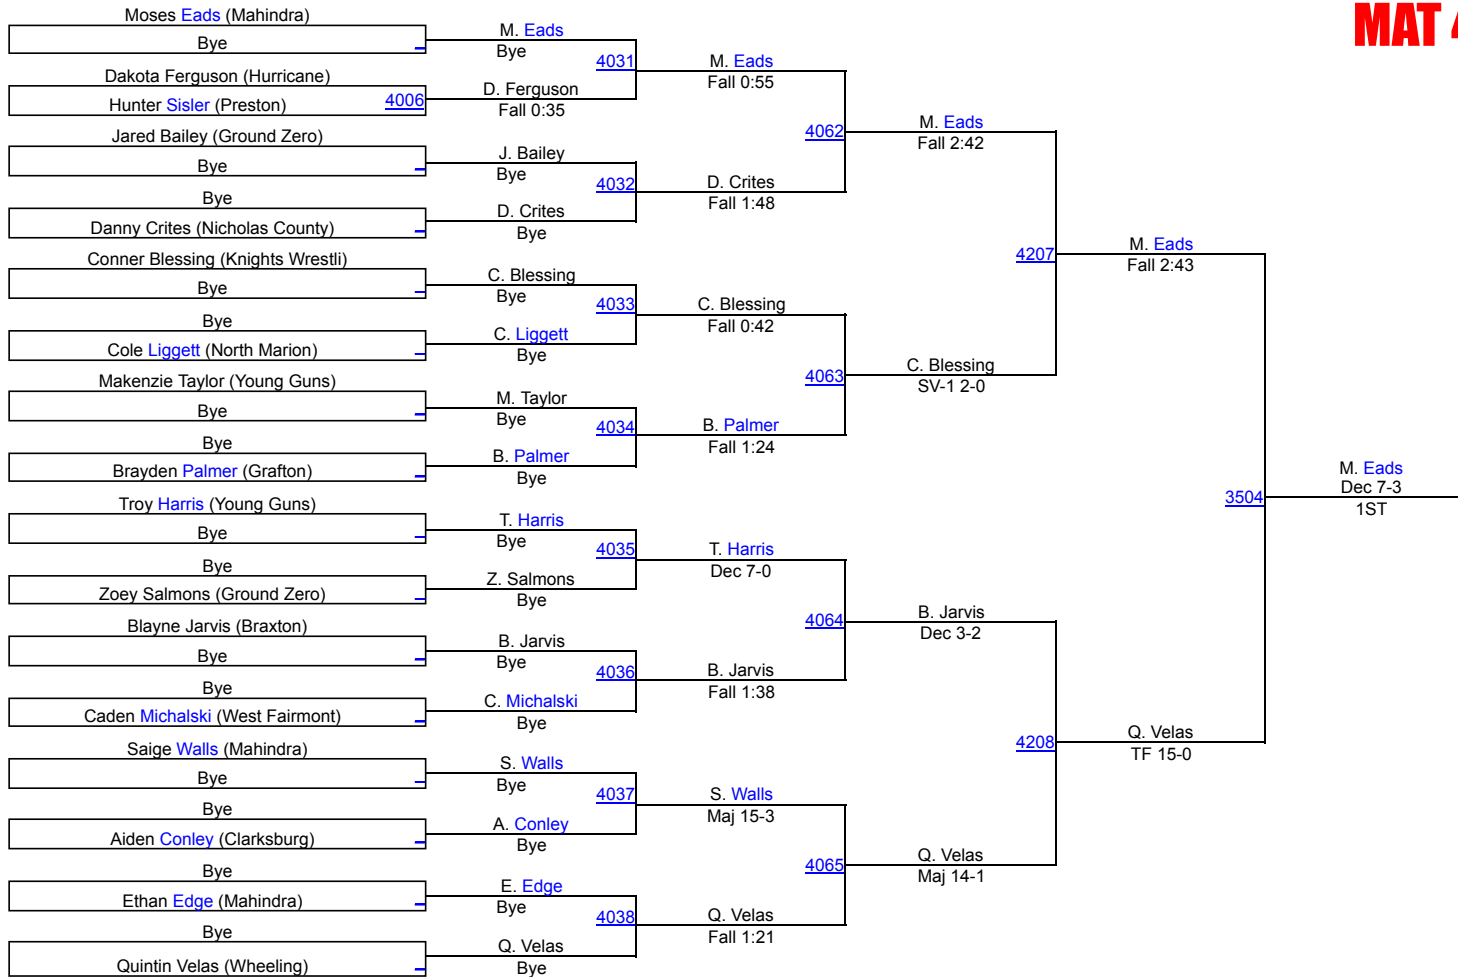 MAT 4
Moses Eads (Mahindra)
Bye
Dakota Ferguson (Hurricane)
Hunter Sisler (Preston) 4006
Jared Bailey (Ground Zero)
Bye
Bye
Danny Crites (Nicholas County)
Conner Blessing (Knights Wrestli)
Bye
Bye
Cole Liggett (North Marion)
Makenzie Taylor (Young Guns)
Bye
Bye
Brayden Palmer (Grafton)
Troy Harris (Young Guns)
Bye
Bye
Zoey Salmons (Ground Zero)
Blayne Jarvis (Braxton)
Bye
Bye
Caden Michalski (West Fairmont)
Saige Walls (Mahindra)
Bye
Bye
Aiden Conley (Clarksburg)
Bye
Ethan Edge (Mahindra)
Bye
Quintin Velas (Wheeling)
M. Eads
Bye
4031
D. Ferguson
Fall 0:35
J. Bailey
Bye
4032
D. Crites
Bye
C. Blessing
Bye
4033
C. Liggett
Bye
M. Taylor
Bye
4034
B. Palmer
Bye
T. Harris
Bye
4035
Z. Salmons
Bye
B. Jarvis
Bye
4036
C. Michalski
Bye
S. Walls
Bye
4037
A. Conley
Bye
E. Edge
Bye
4038
Q. Velas
Bye
M. Eads
Fall 0:55
4062
D. Crites
Fall 1:48
C. Blessing
Fall 0:42
4063
B. Palmer
Fall 1:24
T. Harris
Dec 7-0
4064
B. Jarvis
Fall 1:38
S. Walls
Maj 15-3
4065
Q. Velas
Fall 1:21
M. Eads
Fall 2:42
4207
C. Blessing
SV-1 2-0
B. Jarvis
Dec 3-2
4208
Q. Velas
Maj 14-1
M. Eads
Fall 2:43
3504
Q. Velas
TF 15-0
M. Eads
Dec 7-3
1ST